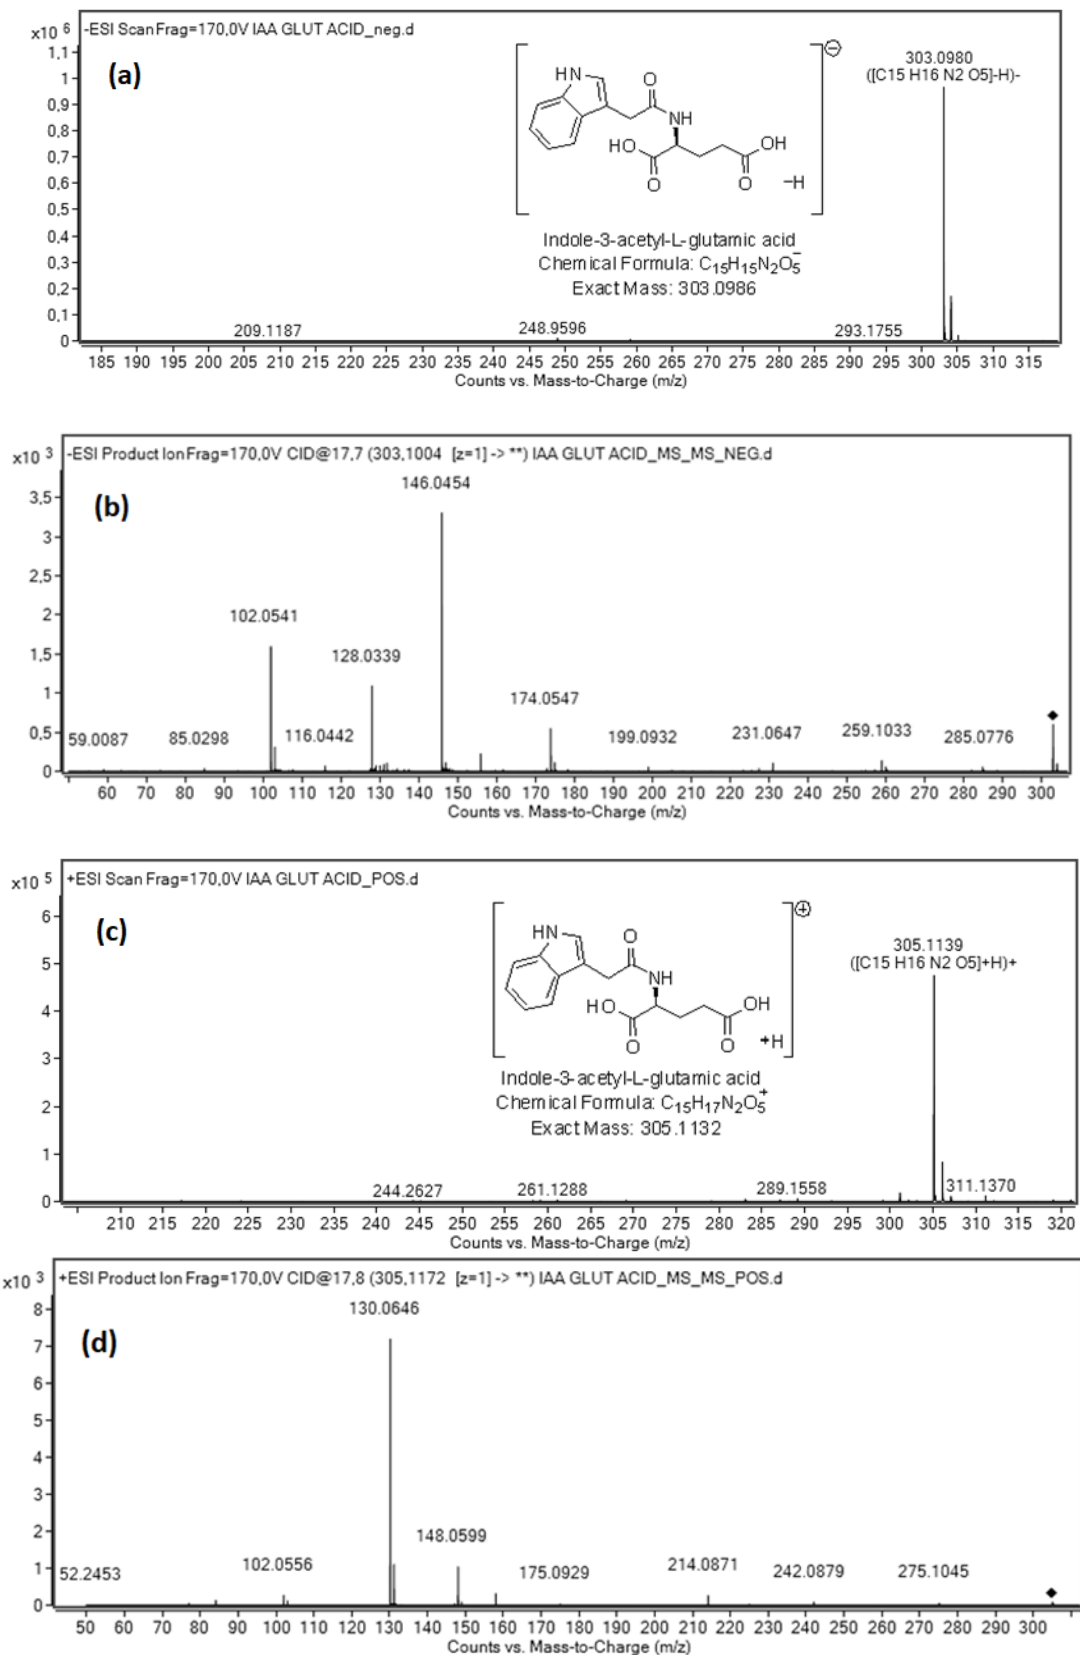 -ESI Scan Frag=170,0V IAA GLUT ACID_neg.d
x10 6
(a)
1,1
1
0,9
0,8
0,7
0,6
0,5
0,4
0,3
0,2
0,1
0
303.0980
([C15 H16 N2 O5]-H)-
HN
O
NH
HO
OH
O
O
–H
Indole-3-acetyl-L-glutamic acid
Chemical Formula: C15H15N2O5-
Exact Mass: 303.0986
209.1187
248.9596
293.1755
185 190 195 200 205 210 215 220 225 230 235 240 245 250 255 260 265 270 275 280 285 290 295 300 305 310 315
Counts vs. Mass-to-Charge (m/z)
-ESI Product Ion Frag=170,0V CID@17,7 (303,1004 [z=1] -> **) IAA GLUT ACID_MS_MS_NEG.d
x10 3
(b)
3,5
3
2,5
2
1,5
1
0,5
0
146.0454
102.0541
128.0339
174.0547
59.0087
85.0298
116.0442
199.0932
231.0647
259.1033
285.0776
60 70 80 90 100 110 120 130 140 150 160 170 180 190 200 210 220 230 240 250 260 270 280 290 300
Counts vs. Mass-to-Charge (m/z)
+ESI Scan Frag=170,0V IAA GLUT ACID_POS.d
x10 5
(c)
6
5
4
3
2
1
0
305.1139
([C15 H16 N2 O5]+H)+
HN
O
NH
HO
OH
O
O
+H
Indole-3-acetyl-L-glutamic acid
Chemical Formula: C15H17N2O5+
Exact Mass: 305.1132
244.2627
261.1288
289.1558
311.1370
210 215 220 225 230 235 240 245 250 255 260 265 270 275 280 285 290 295 300 305 310 315 320
Counts vs. Mass-to-Charge (m/z)
+ESI Product Ion Frag=170,0V CID@17,8 (305,1172 [z=1] -> **) IAA GLUT ACID_MS_MS_POS.d
x10 3
(d)
8
7
6
5
4
3
2
1
0
130.0646
148.0599
52.2453
102.0556
175.0929
214.0871
242.0879
275.1045
50 60 70 80 90 100 110 120 130 140 150 160 170 180 190 200 210 220 230 240 250 260 270 280 290 300
Counts vs. Mass-to-Charge (m/z)